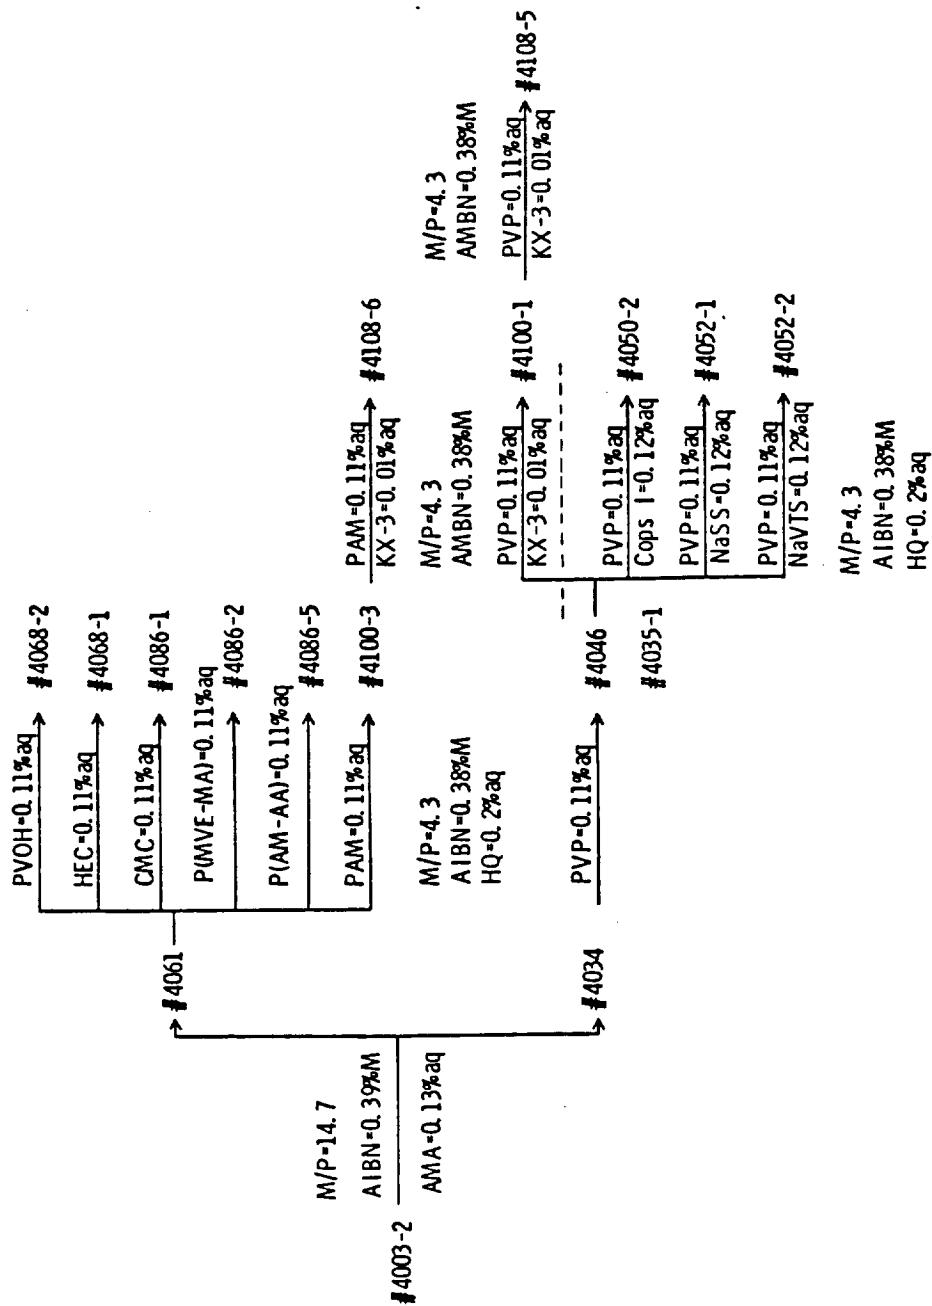 #4003-2
M/P=14.7
AIBN=0.39%M
AMA=0.13%aq
#4061
#4034
PVOH=0.11%aq
#4068-2
HEC=0.11%aq
#4068-1
CMC=0.11%aq
#4086-1
P(MVE-MA)=0.11%aq
#4086-2
P(AM-AA)=0.11%aq
#4086-5
PAM=0.11%aq
#4100-3
M/P=4.3
AIBN=0.38%M
HQ=0.2%aq
PVP=0.11%aq
#4046
#4035-1
PAM=0.11%aq
KX-3=0.01%aq
#4108-6
M/P=4.3
AMBN=0.38%M
PVP=0.11%aq
KX-3=0.01%aq
#4100-1
PVP=0.11%aq
Cops I=0.12%aq
#4050-2
PVP=0.11%aq
NaSS=0.12%aq
#4052-1
PVP=0.11%aq
NaVTS=0.12%aq
#4052-2
M/P=4.3
AIBN=0.38%M
HQ=0.2%aq
M/P=4.3
AMBN=0.38%M
PVP=0.11%aq
KX-3=0.01%aq
#4108-5